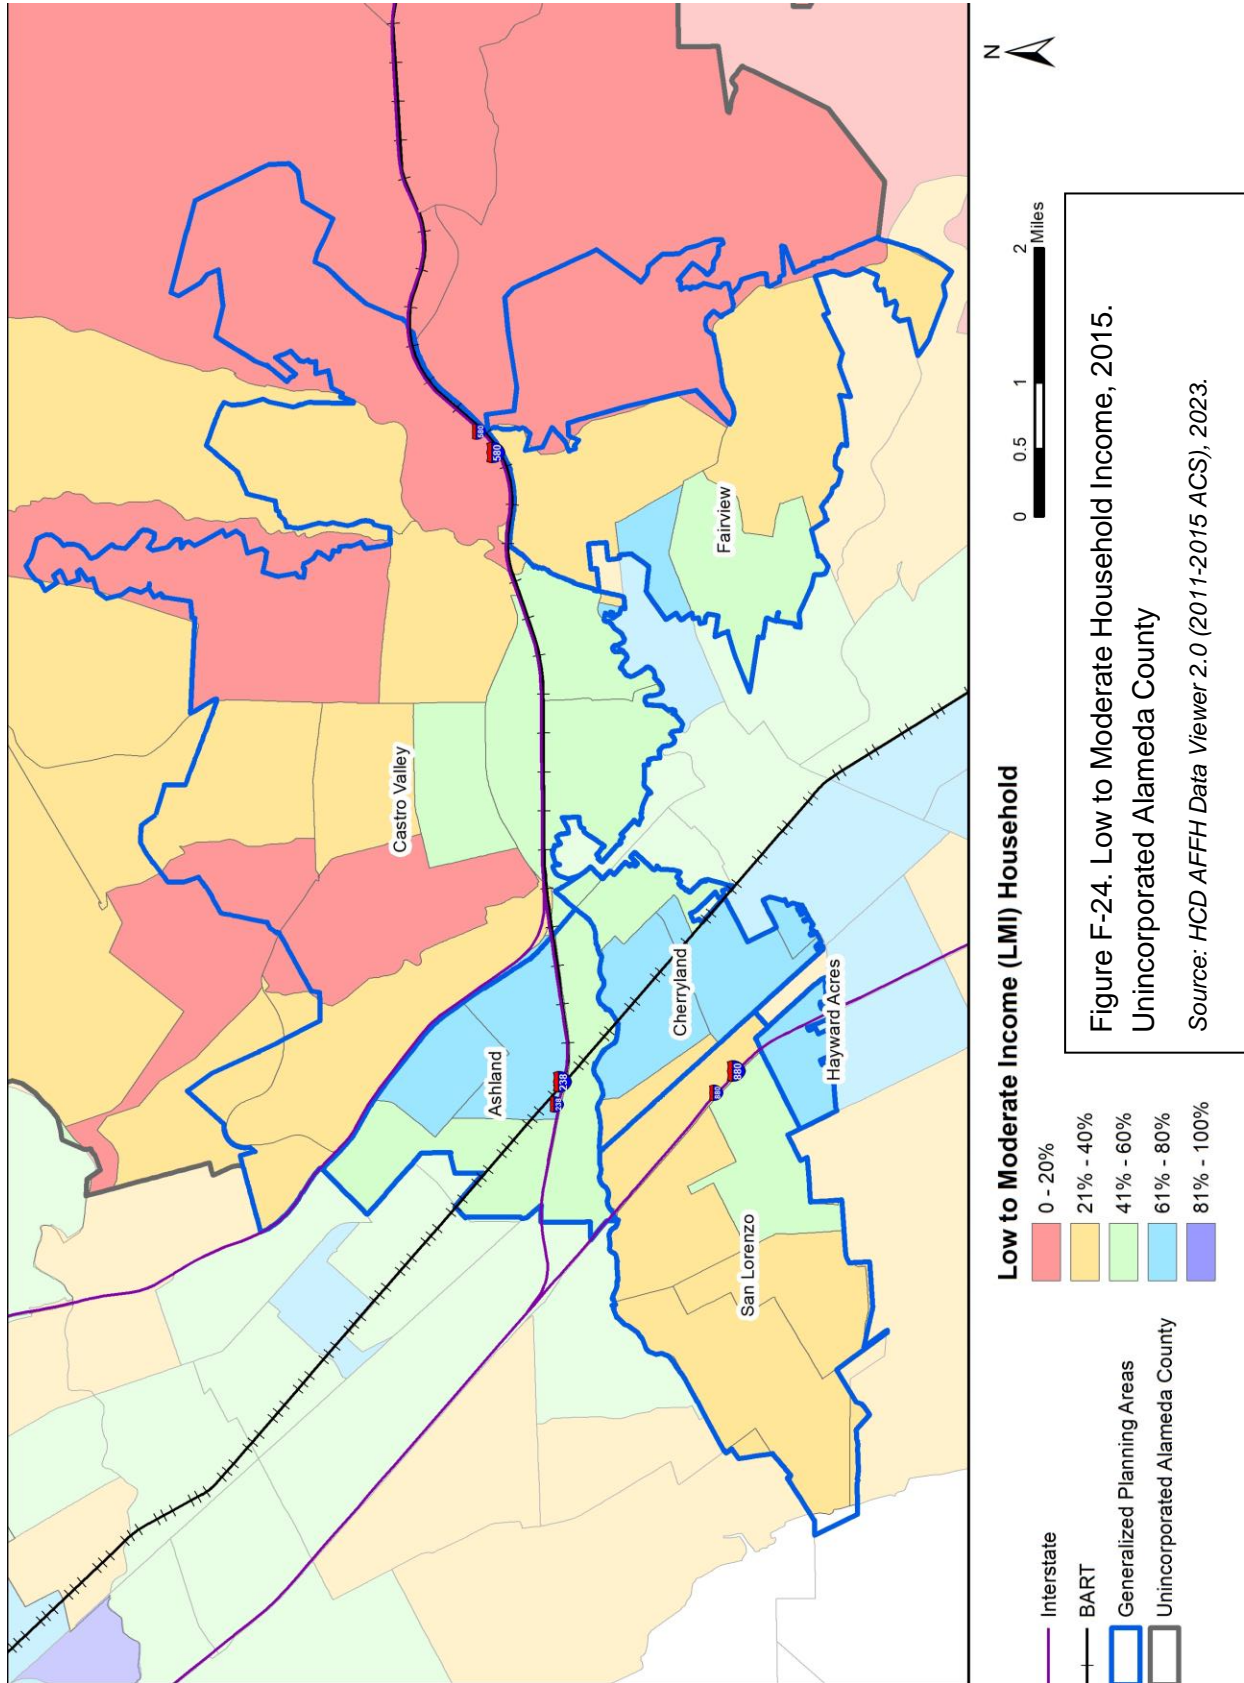 Castro Valley
Ashland
Cherryland
Fairview
San Lorenzo
Hayward Acres
580
580
238
238
880
880
N
0 0.5 1 2
Miles
Low to Moderate Income (LMI) Household
Interstate
BART
Generalized Planning Areas
Unincorporated Alameda County
0 - 20%
21% - 40%
41% - 60%
61% - 80%
81% - 100%
Figure F-24. Low to Moderate Household Income, 2015.
Unincorporated Alameda County
Source: HCD AFFH Data Viewer 2.0 (2011-2015 ACS), 2023.